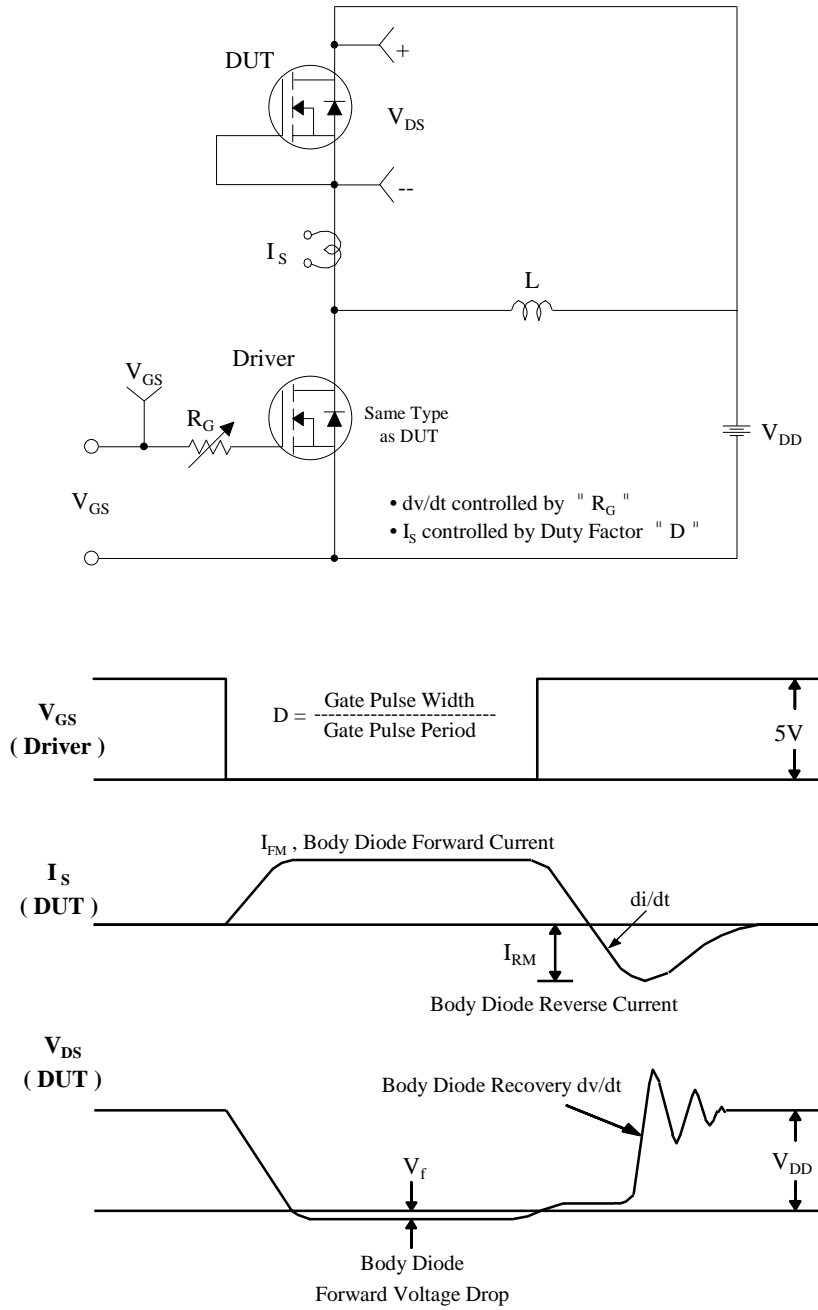 +
DUT
V_DS
--
I_S
L
Driver
V_GS
R_G
Same Type
as DUT
V_DD
V_GS
• dv/dt controlled by " R_G "
• I_S controlled by Duty Factor " D "
V_GS
( Driver )
D = Gate Pulse Width
--------------------------
Gate Pulse Period
5V
I_FM , Body Diode Forward Current
I_S
( DUT )
di/dt
I_RM
Body Diode Reverse Current
V_DS
( DUT )
Body Diode Recovery dv/dt
V_f
V_DD
Body Diode
Forward Voltage Drop